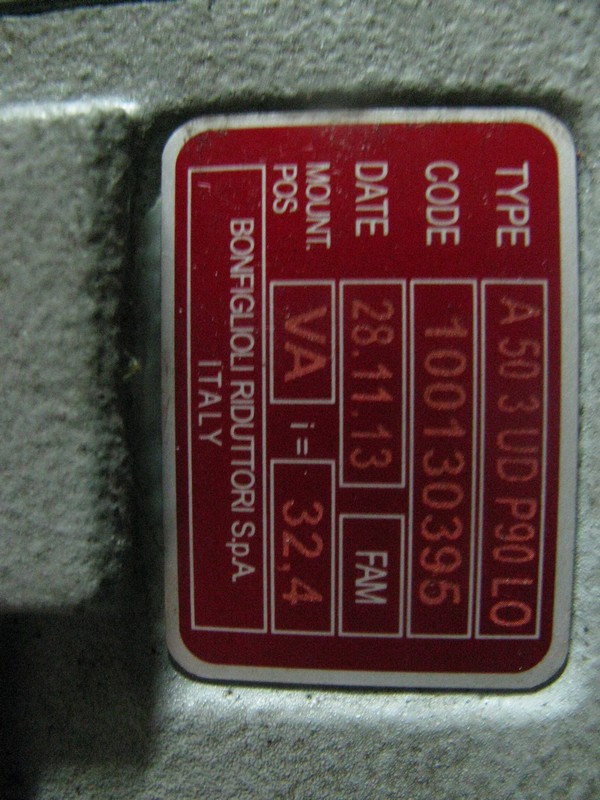 TYPE A 50 3 UD P90 LO
CODE 100130395
DATE 28.11.13 FAM
MOUNT. POS VA i = 32,4
BONFIGLIOLI RIDUTTORI S.p.A.
ITALY